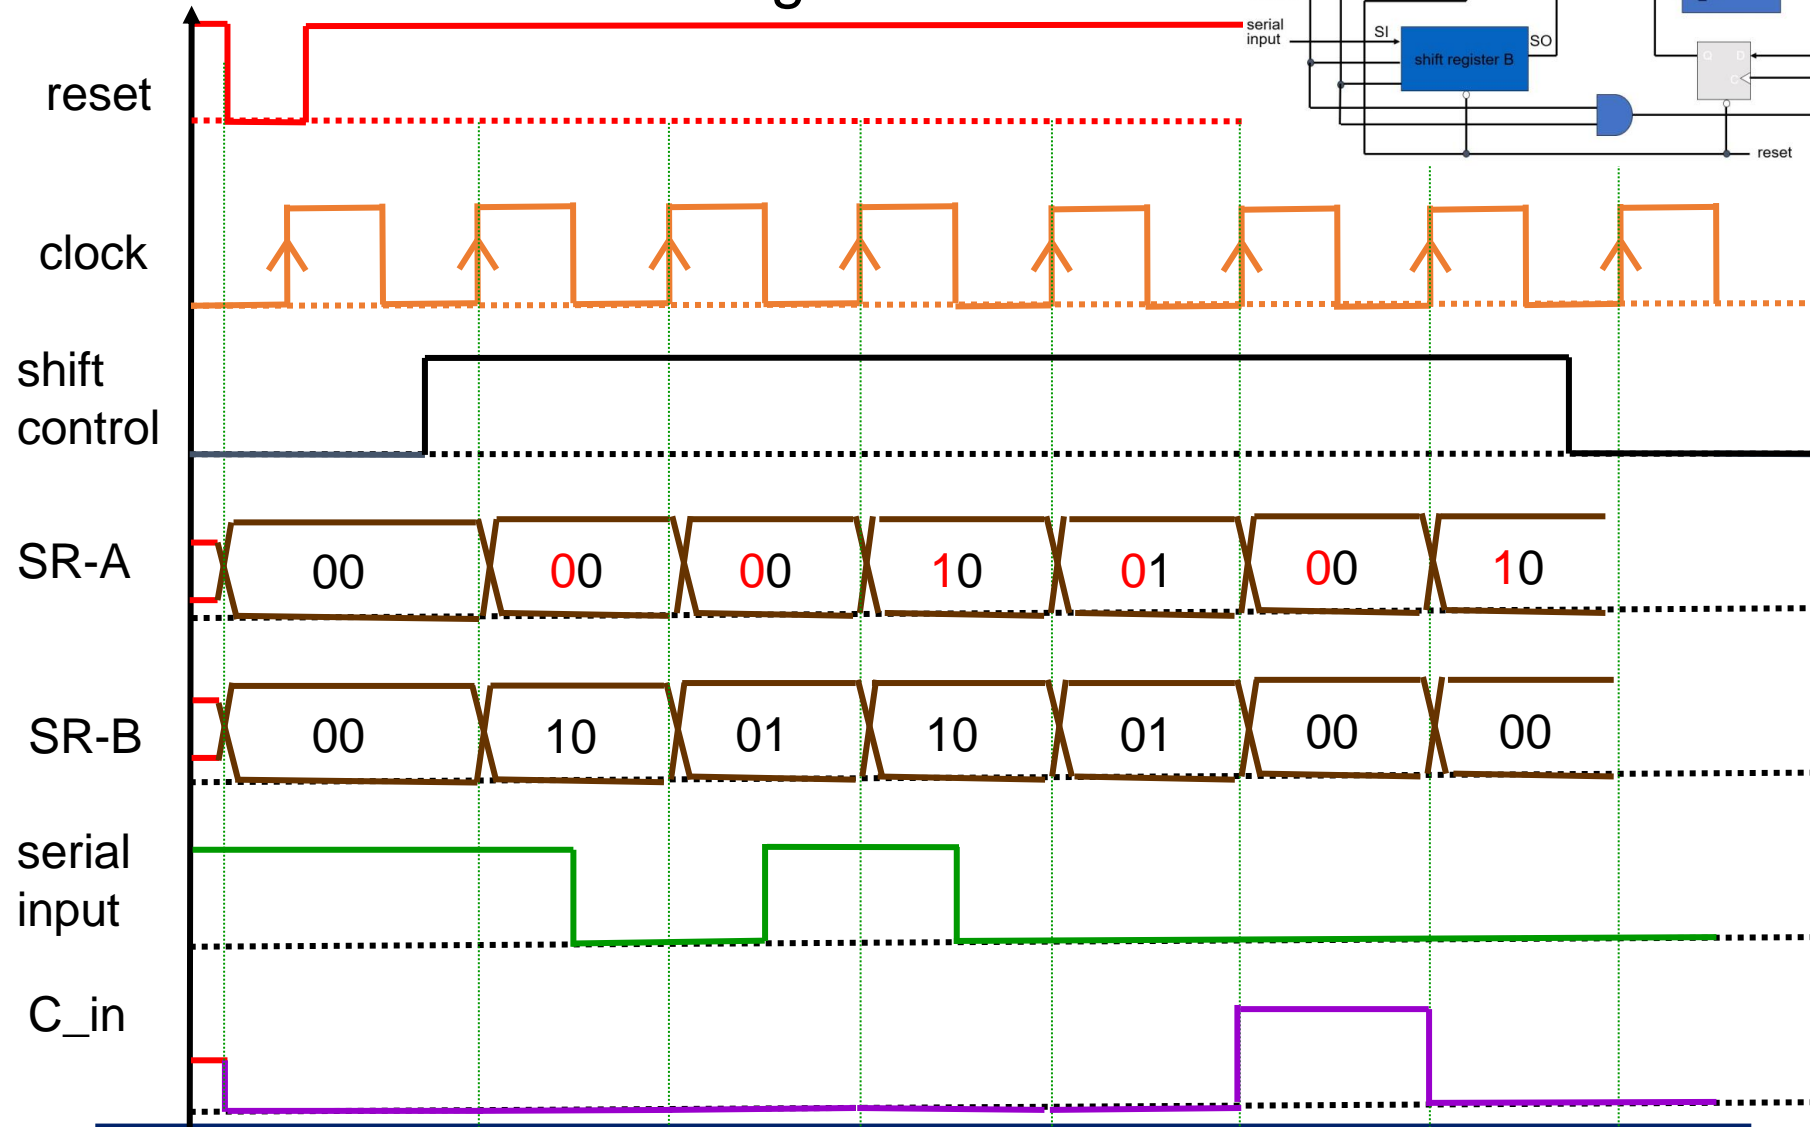 serial
input
SI
SO
shift register B
Q
D
C
reset
reset
clock
shift
control
SR-A
00
00
00
10
01
00
10
SR-B
00
10
01
10
01
00
00
serial
input
C_in